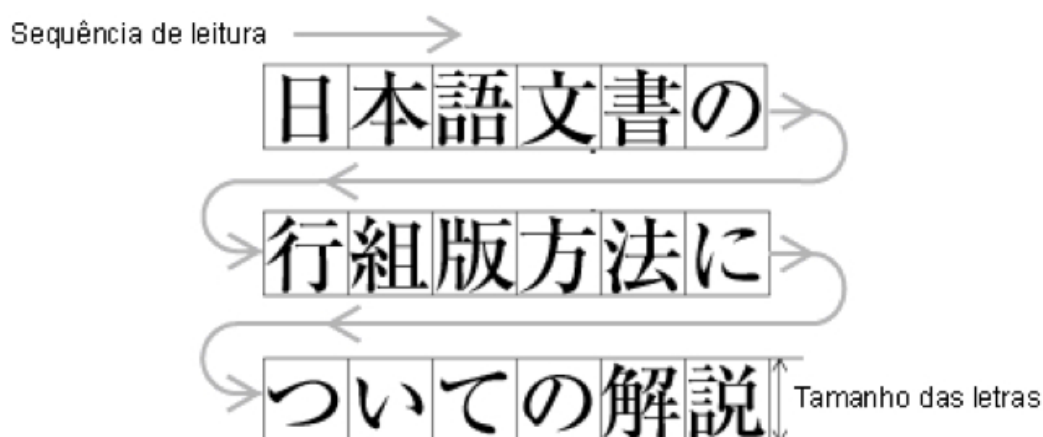 Sequência de leitura
日本語文書の
行組版方法に
ついての解説
Tamanho das letras